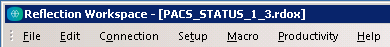 Reflection Workspace - [PACS_STATUS_1_3.rdox]
File Edit Connection Setup Macro Productivity Help